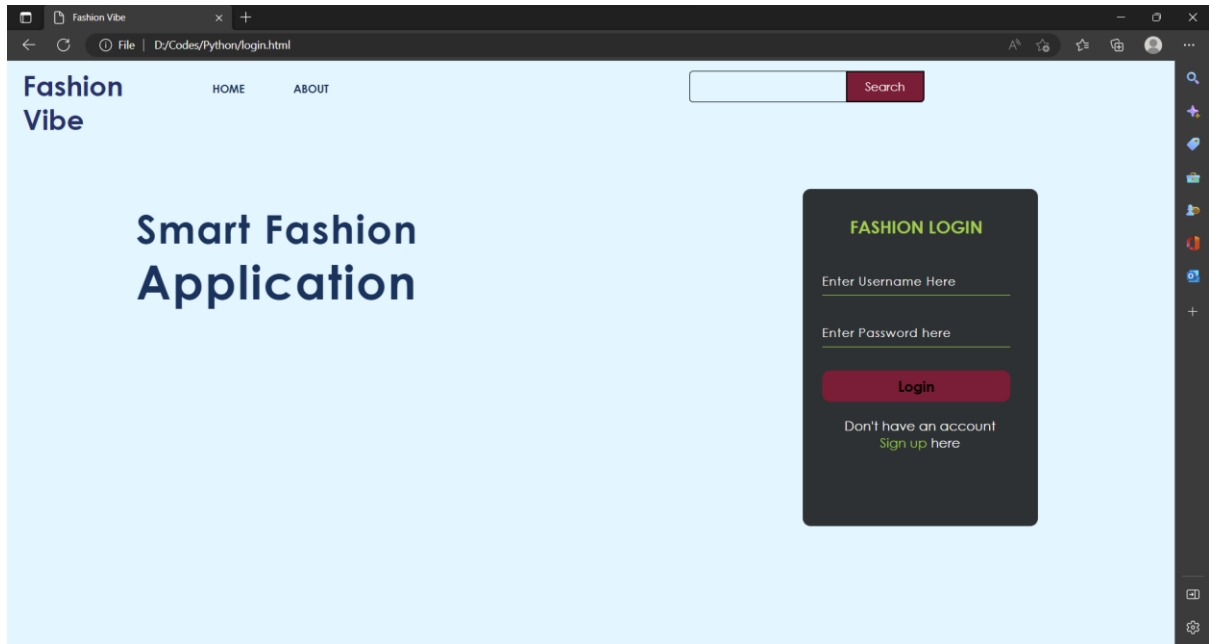 Fashion Vibe
File | D:/Codes/Python/login.html
Fashion
Vibe
HOME
ABOUT
Search
Smart Fashion
Application
FASHION LOGIN
Enter Username Here
Enter Password here
Login
Don't have an account
Sign up here